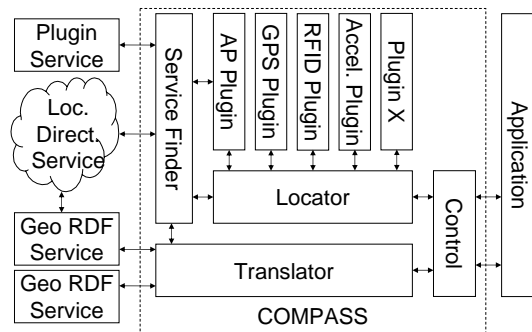 Plugin
Service
Loc.
Direct.
Service
Geo RDF
Service
Geo RDF
Service
Service Finder
AP Plugin
GPS Plugin
RFID Plugin
Accel. Plugin
Plugin X
Locator
Translator
Control
Application
COMPASS